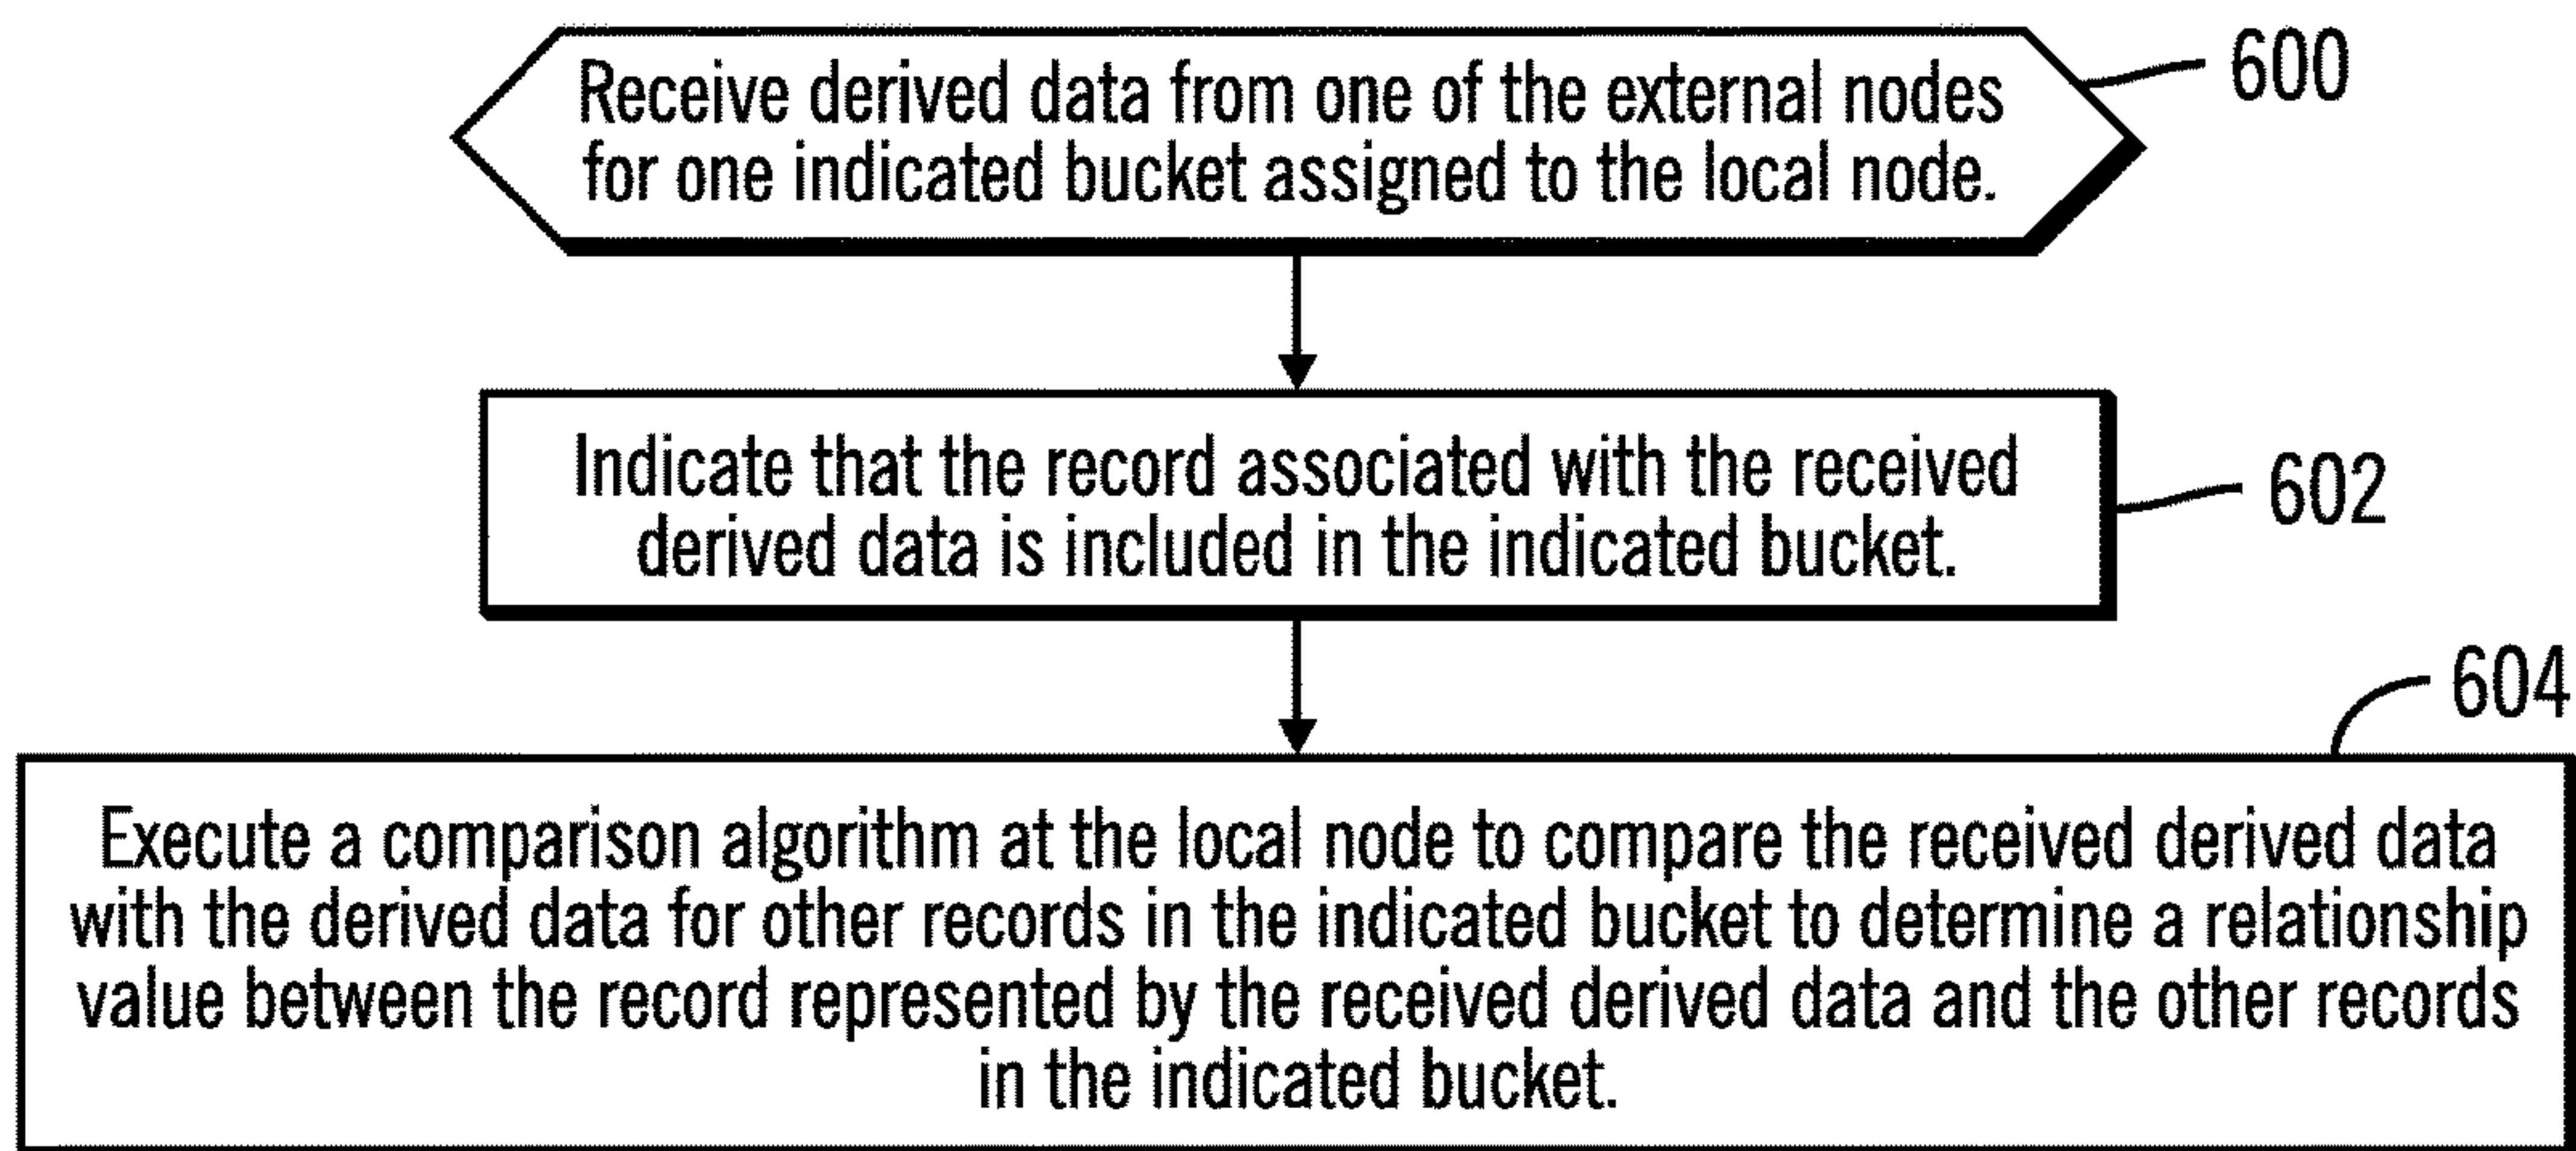 Receive derived data from one of the external nodes
for one indicated bucket assigned to the local node.
600
Indicate that the record associated with the received
derived data is included in the indicated bucket.
602
604
Execute a comparison algorithm at the local node to compare the received derived data
with the derived data for other records in the indicated bucket to determine a relationship
value between the record represented by the received derived data and the other records
in the indicated bucket.